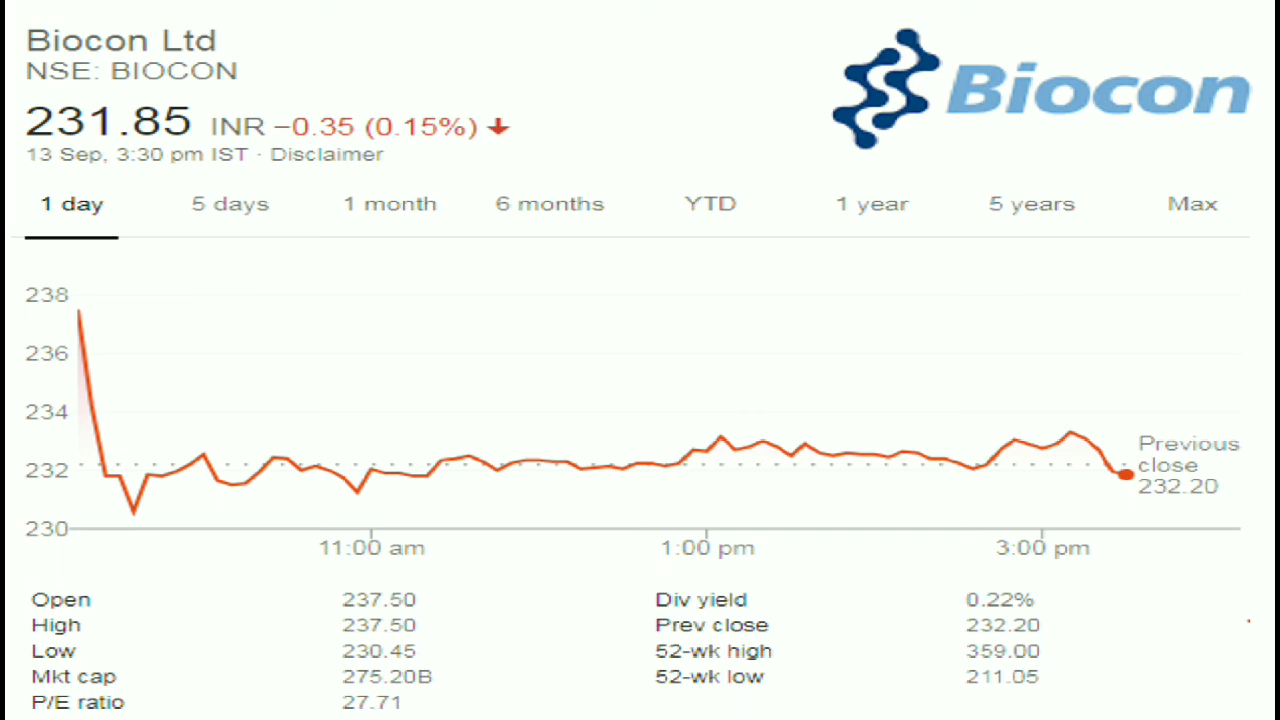 Biocon Ltd
NSE: BIOCON
Biocon
231.85 INR −0.35 (0.15%)
13 Sep, 3:30 pm IST · Disclaimer
1 day 5 days 1 month 6 months YTD 1 year 5 years Max
238
236
234
232
230
Previous
close
232.20
11:00 am 1:00 pm 3:00 pm
Open 237.50 Div yield 0.22%
High 237.50 Prev close 232.20
Low 230.45 52-wk high 359.00
Mkt cap 275.20B 52-wk low 211.05
P/E ratio 27.71